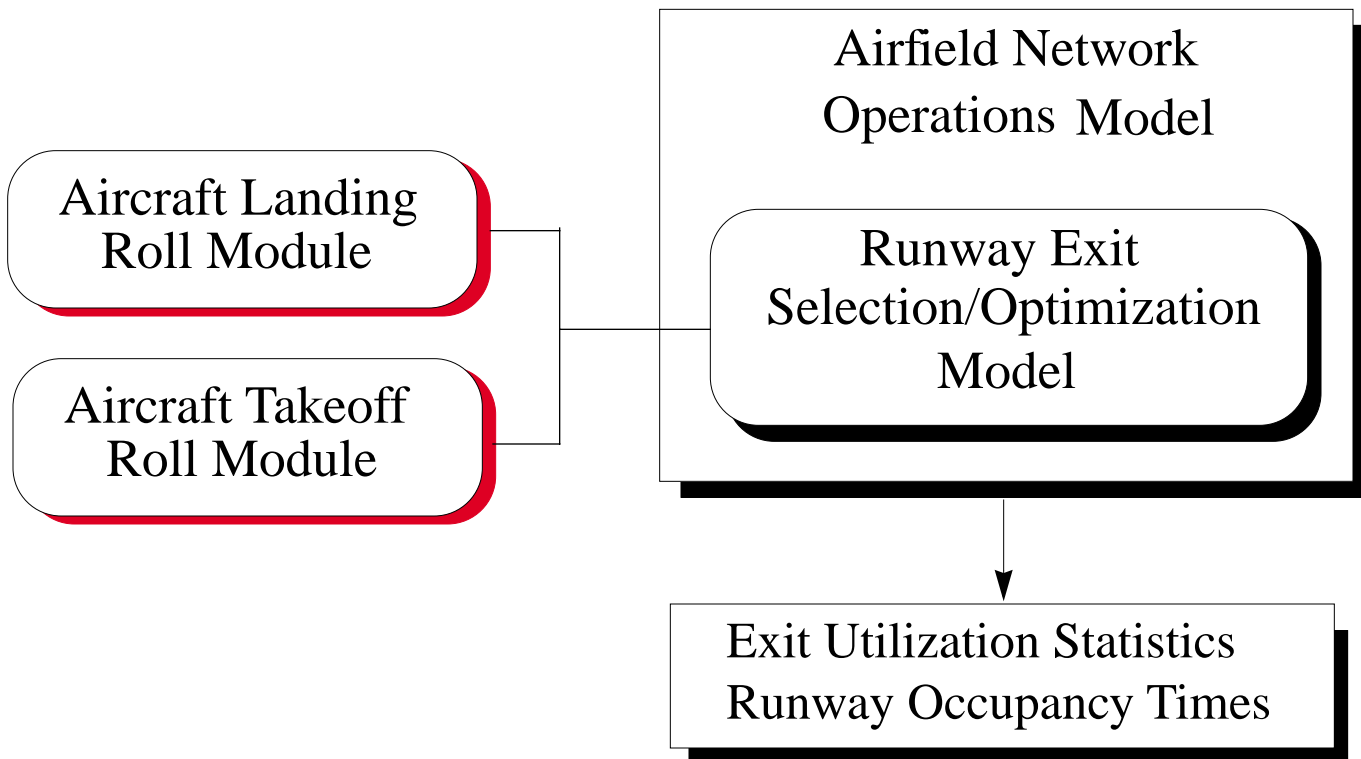 Airfield Network
Operations Model
Aircraft Landing
Roll Module
Runway Exit
Selection/Optimization
Model
Aircraft Takeoff
Roll Module
Exit Utilization Statistics
Runway Occupancy Times